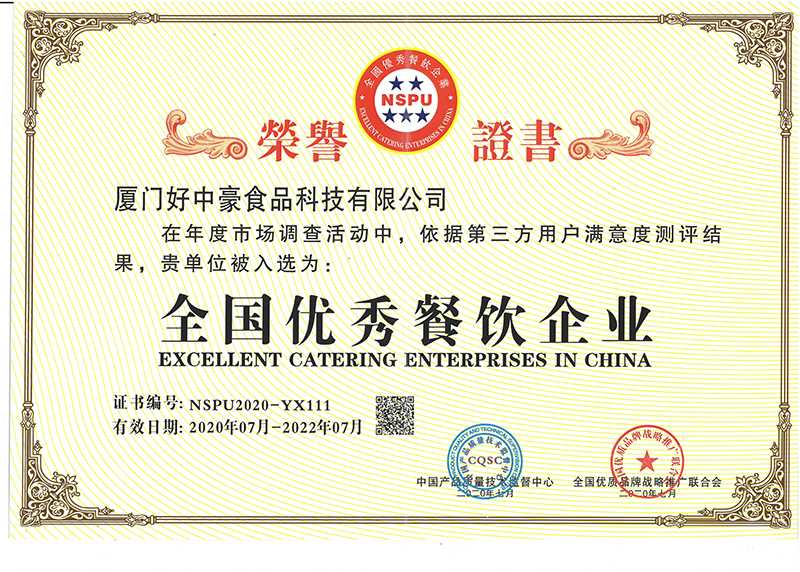 全國優秀餐飲企業
NSPU
EXCELLENT CATERING ENTERPRISES IN CHINA
榮譽 證書
厦门好中豪食品科技有限公司
在年度市场调查活动中，依据第三方用户满意度测评结
果，贵单位被入选为：
全国优秀餐饮企业
EXCELLENT CATERING ENTERPRISES IN CHINA
证书编号: NSPU2020-YX111
有效日期: 2020年07月-2022年07月
CQSC
中国产品质量技术监督中心 全国优质品牌战略推广联合会
二〇二〇年七月 二〇二〇年七月